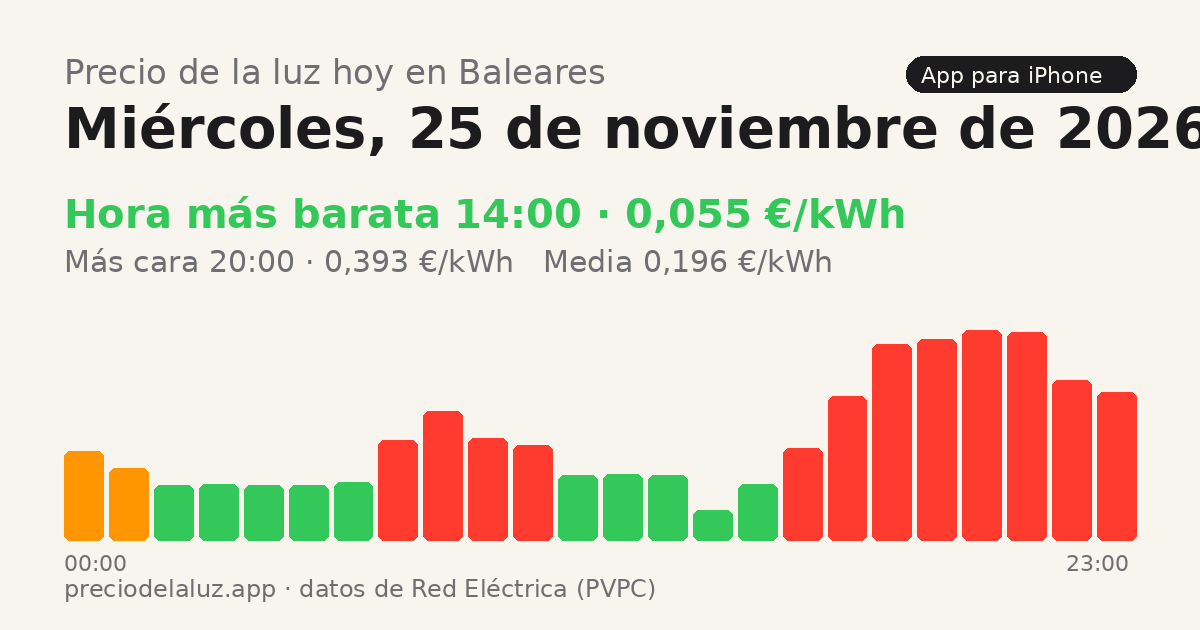 Precio de la luz hoy en Baleares
App para iPhone
Miércoles, 25 de noviembre de 2026
Hora más barata 14:00 · 0,055 €/kWh
Más cara 20:00 · 0,393 €/kWh Media 0,196 €/kWh
00:00
23:00
preciodelaluz.app · datos de Red Eléctrica (PVPC)